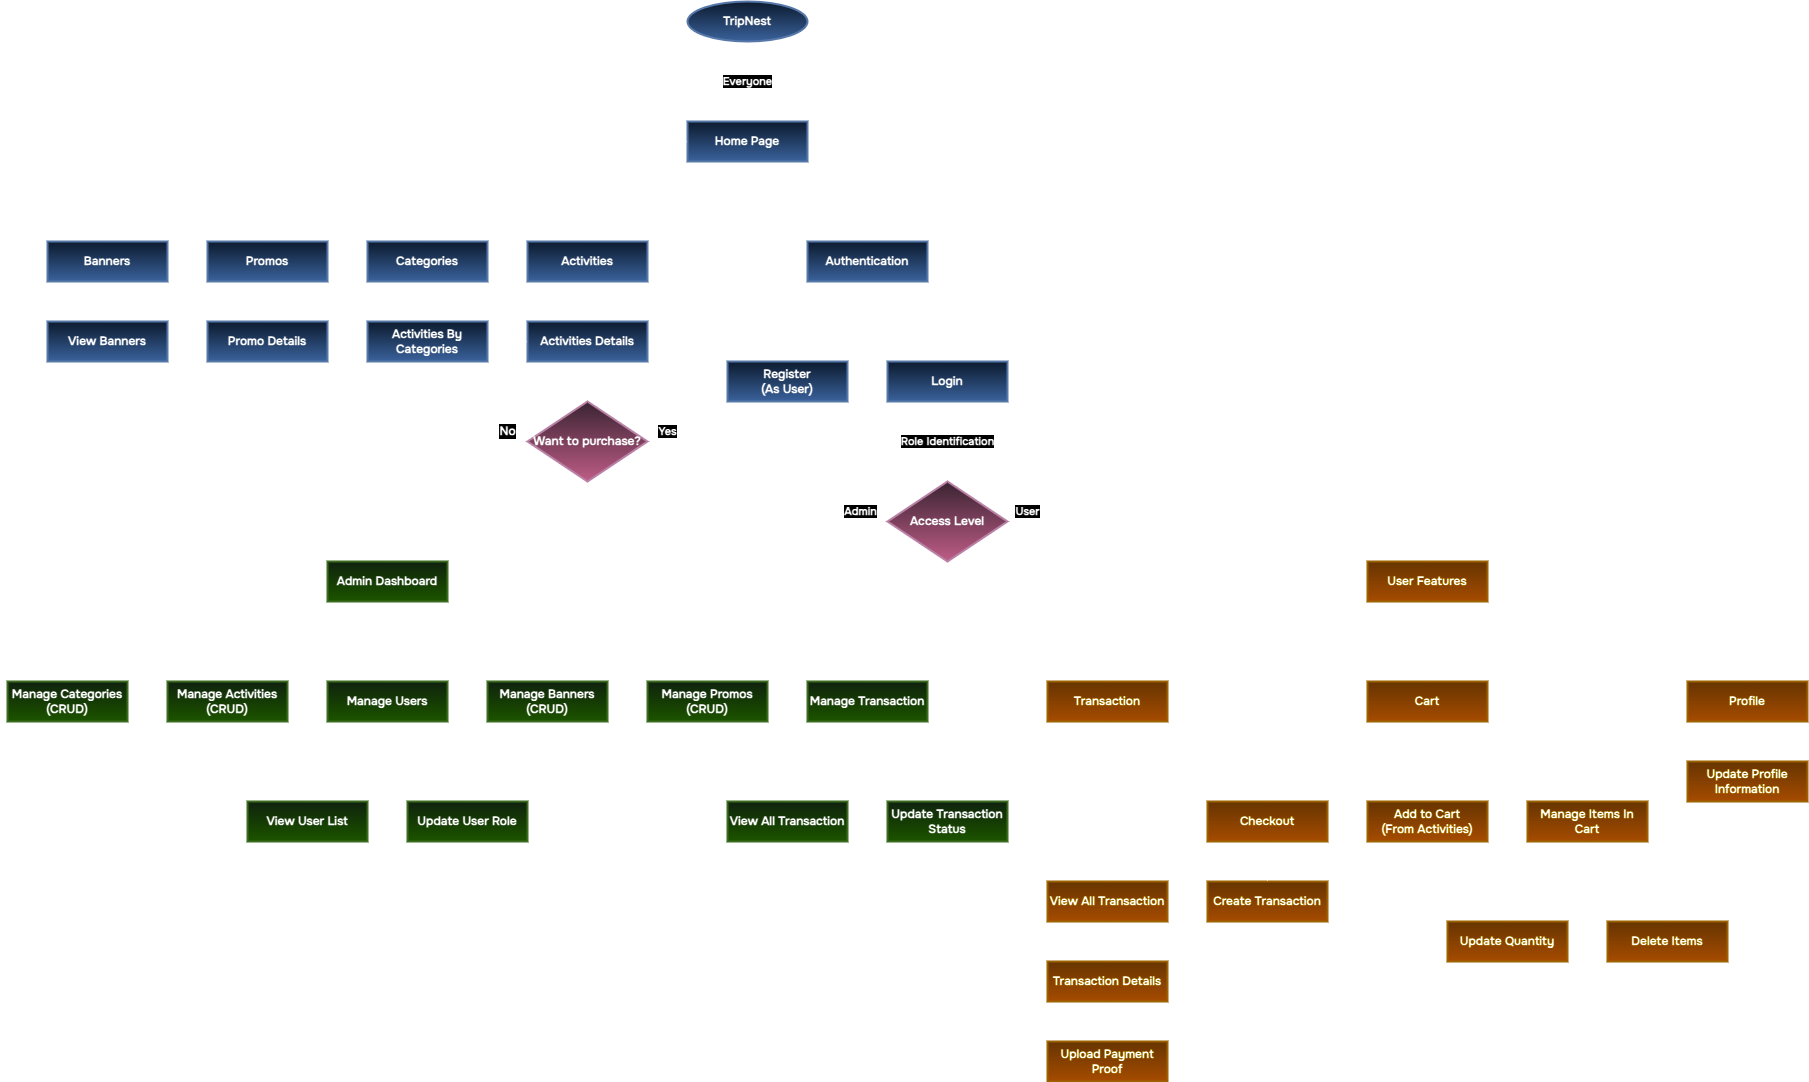 TripNest
Everyone
Home Page
Banners
Promos
Categories
Activities
Authentication
View Banners
Promo Details
Activities By
Categories
Activities Details
Register
(As User)
Login
No
Want to purchase?
Yes
Role Identification
Admin
Access Level
User
Admin Dashboard
User Features
Manage Categories
(CRUD)
Manage Activities
(CRUD)
Manage Users
Manage Banners
(CRUD)
Manage Promos
(CRUD)
Manage Transaction
Transaction
Cart
Profile
Update Profile
Information
View User List
Update User Role
View All Transaction
Update Transaction
Status
Checkout
Add to Cart
(From Activities)
Manage Items In
Cart
View All Transaction
Create Transaction
Update Quantity
Delete Items
Transaction Details
Upload Payment
Proof